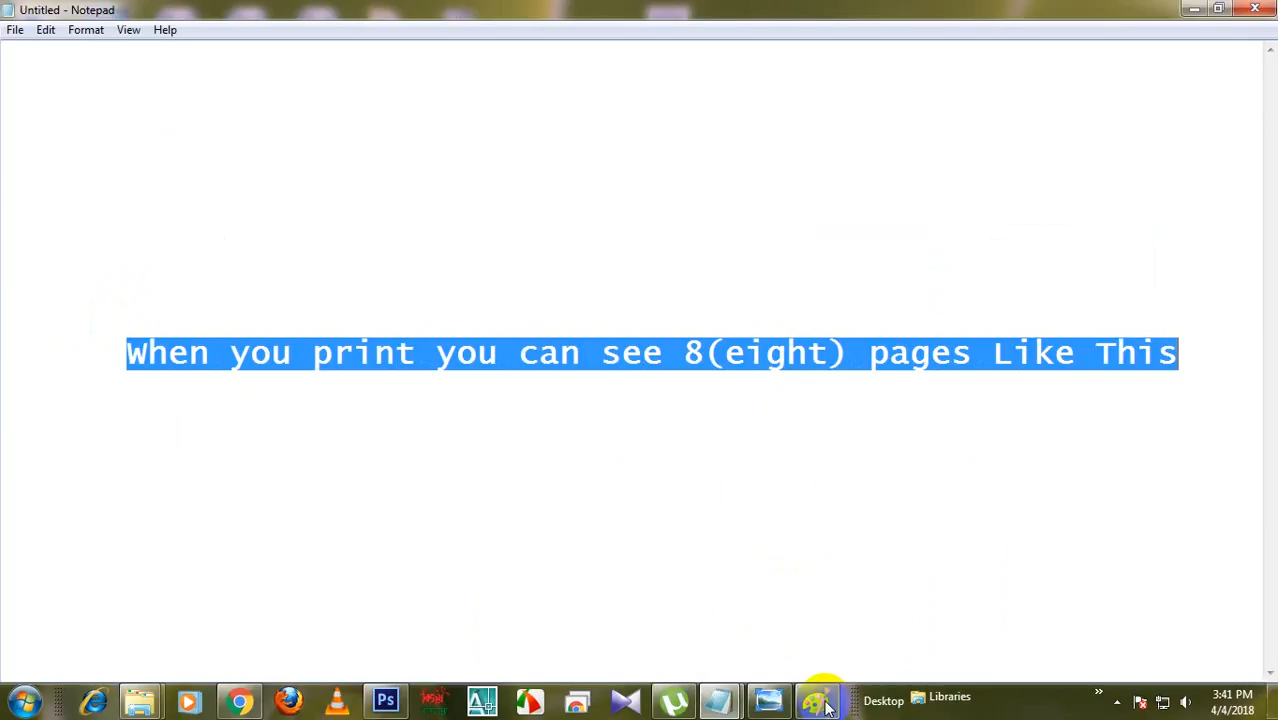 Untitled - Notepad
File Edit Format View Help
When you print you can see 8(eight) pages Like This
Ps
Desktop
Libraries
»
3:41 PM
4/4/2018